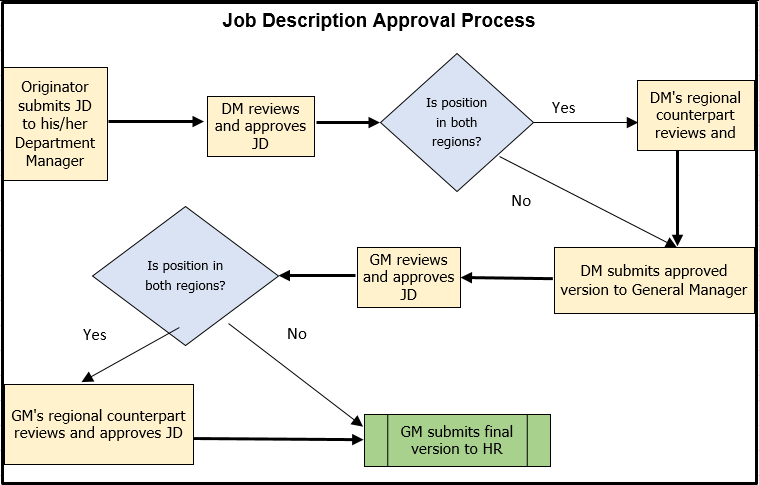 Job Description Approval Process
Originator
submits JD
to his/her
Department
Manager
DM reviews
and approves
JD
Is position
in both
regions?
Yes
DM's regional
counterpart
reviews and
No
DM submits approved
version to General Manager
GM reviews
and approves
JD
Is position in
both regions?
Yes
No
GM's regional counterpart
reviews and approves JD
GM submits final
version to HR